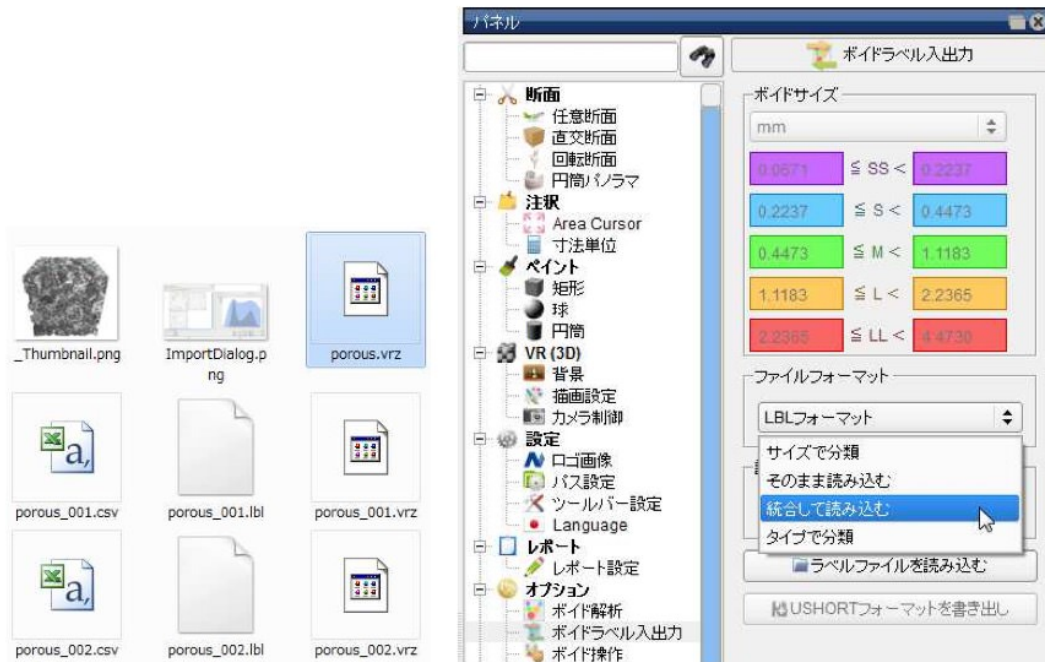 _Thumbnail.png
ImportDialog.p
ng
porous.vrz
porous_001.csv
porous_001.lbl
porous_001.vrz
porous_002.csv
porous_002.lbl
porous_002.vrz
パネル
断面
任意断面
直交断面
回転断面
円筒パノラマ
注釈
Area Cursor
寸法単位
ペイント
矩形
球
円筒
VR (3D)
背景
描画設定
カメラ制御
設定
ロゴ画像
パス設定
ツールバー設定
Language
レポート
レポート設定
オプション
ボイド解析
ボイドラベル入出力
ボイド操作
ボイドラベル入出力
ボイドサイズ
mm
0.0671 ≦ SS < 0.2237
0.2237 ≦ S < 0.4473
0.4473 ≦ M < 1.1183
1.1183 ≦ L < 2.2365
2.2365 ≦ LL < 4.4730
ファイルフォーマット
LBLフォーマット
サイズで分類
そのまま読み込む
統合して読み込む
タイプで分類
ラベルファイルを読み込む
USHORTフォーマットを書き出し